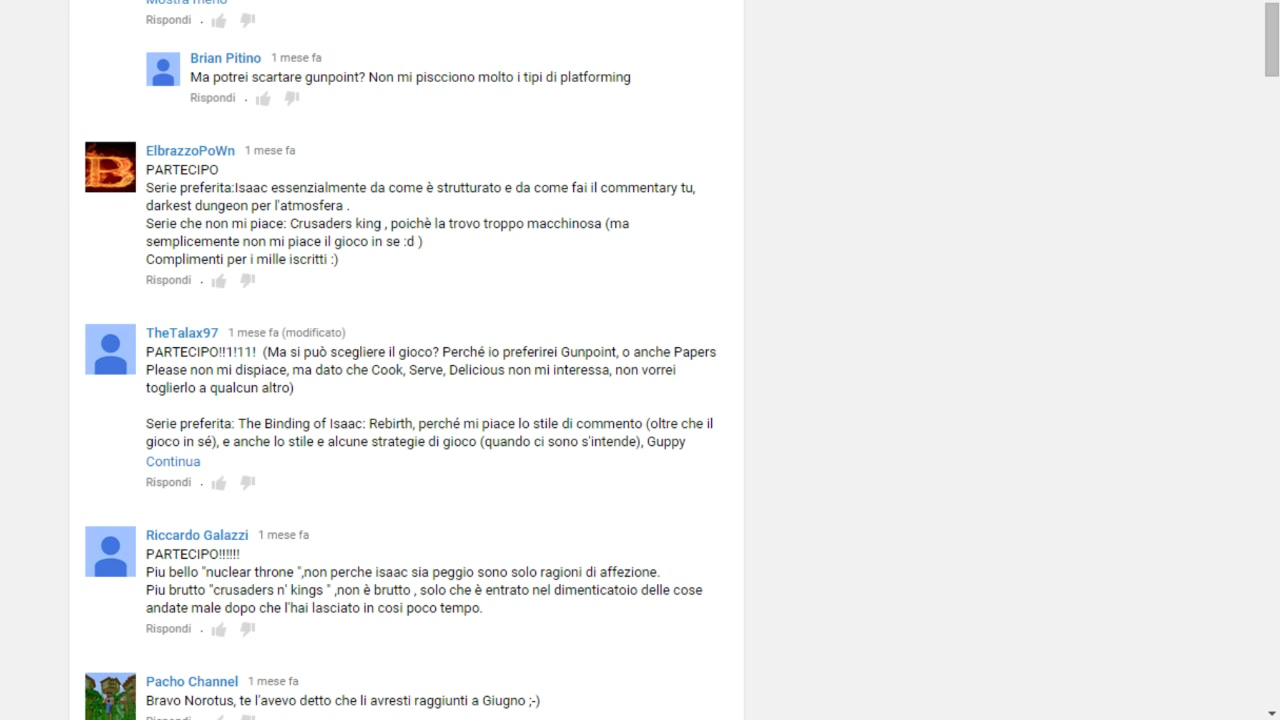 Mostra meno
Rispondi .
Brian Pitino 1 mese fa
Ma potrei scartare gunpoint? Non mi piscciono molto i tipi di platforming
Rispondi .
B
ElbrazzoPoWn 1 mese fa
PARTECIPO
Serie preferita:Isaac essenzialmente da come è strutturato e da come fai il commentary tu,
darkest dungeon per l'atmosfera .
Serie che non mi piace: Crusaders king , poichè la trovo troppo macchinosa (ma
semplicemente non mi piace il gioco in se :d )
Complimenti per i mille iscritti :)
Rispondi .
TheTalax97 1 mese fa (modificato)
PARTECIPO!!1!11! (Ma si può scegliere il gioco? Perché io preferirei Gunpoint, o anche Papers
Please non mi dispiace, ma dato che Cook, Serve, Delicious non mi interessa, non vorrei
toglierlo a qualcun altro)
Serie preferita: The Binding of Isaac: Rebirth, perché mi piace lo stile di commento (oltre che il
gioco in sé), e anche lo stile e alcune strategie di gioco (quando ci sono s'intende), Guppy
Continua
Rispondi .
Riccardo Galazzi 1 mese fa
PARTECIPO!!!!!!
Piu bello "nuclear throne ",non perche isaac sia peggio sono solo ragioni di affezione.
Piu brutto "crusaders n' kings " ,non è brutto , solo che è entrato nel dimenticatoio delle cose
andate male dopo che l'hai lasciato in cosi poco tempo.
Rispondi .
Pacho Channel 1 mese fa
Bravo Norotus, te l'avevo detto che li avresti raggiunti a Giugno ;-)
Rispondi .